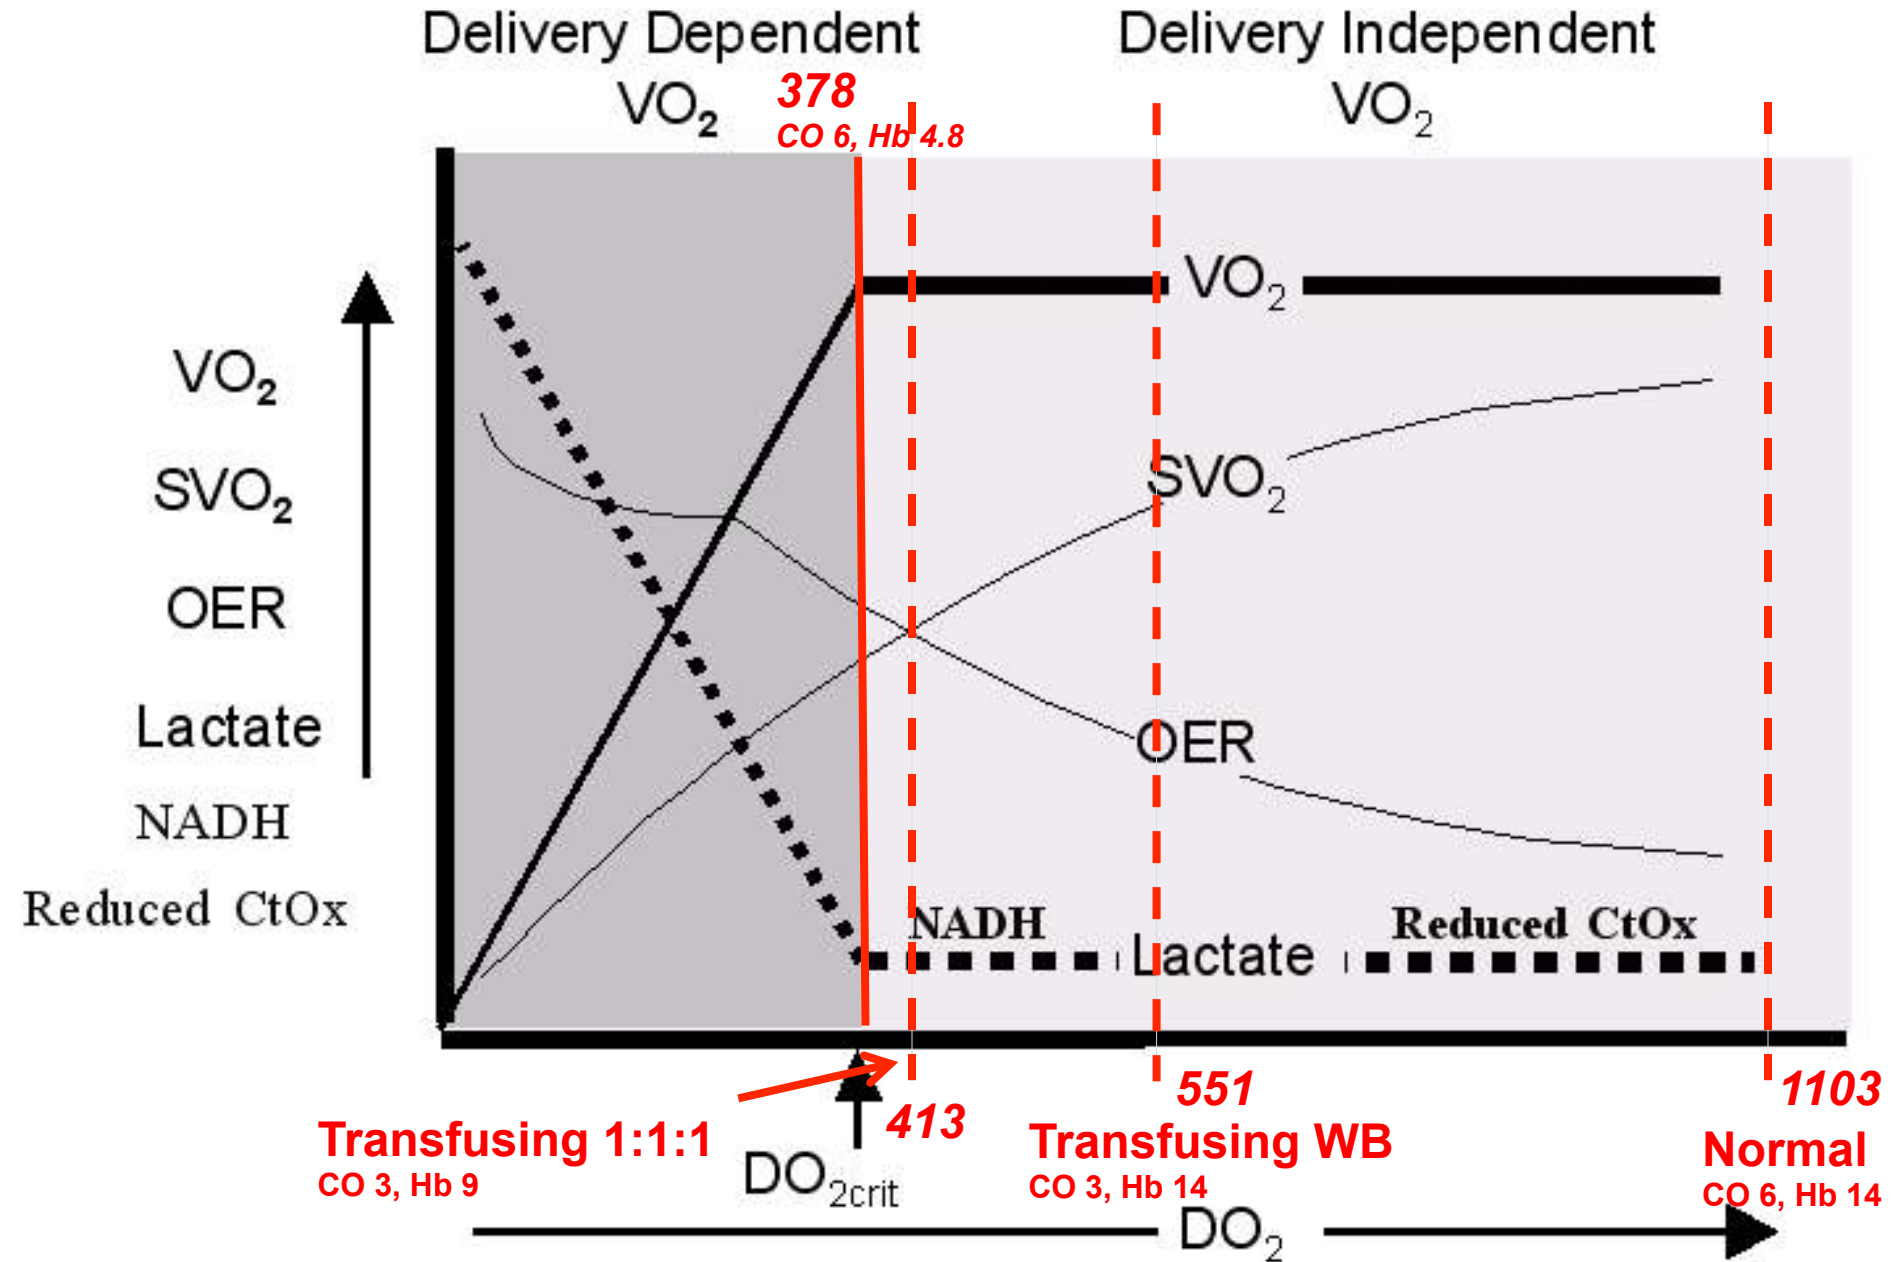 Delivery Dependent
VO2
Delivery Independent
VO2
378
CO 6, Hb 4.8
VO2
SVO2
OER
Lactate
NADH
Reduced CtOx
VO2
SVO2
OER
NADH
Reduced CtOx
Lactate
413
551
1103
Transfusing 1:1:1
CO 3, Hb 9
DO2crit
Transfusing WB
CO 3, Hb 14
Normal
CO 6, Hb 14
DO2